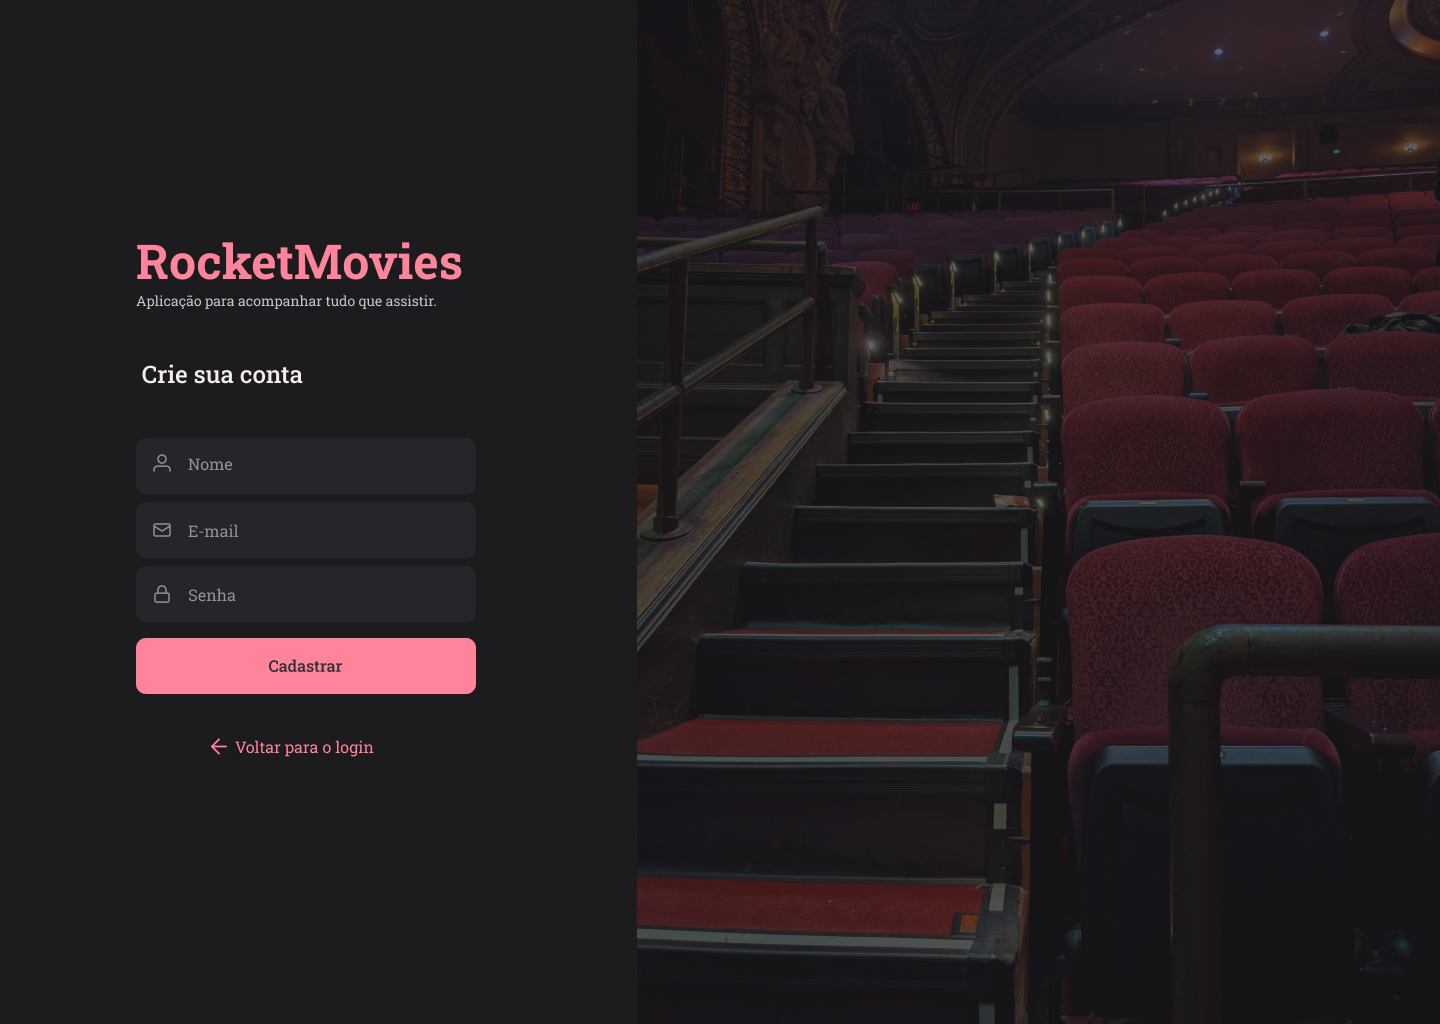 RocketMovies
Aplicação para acompanhar tudo que assistir.
Crie sua conta
Nome
E-mail
Senha
Cadastrar
Voltar para o login